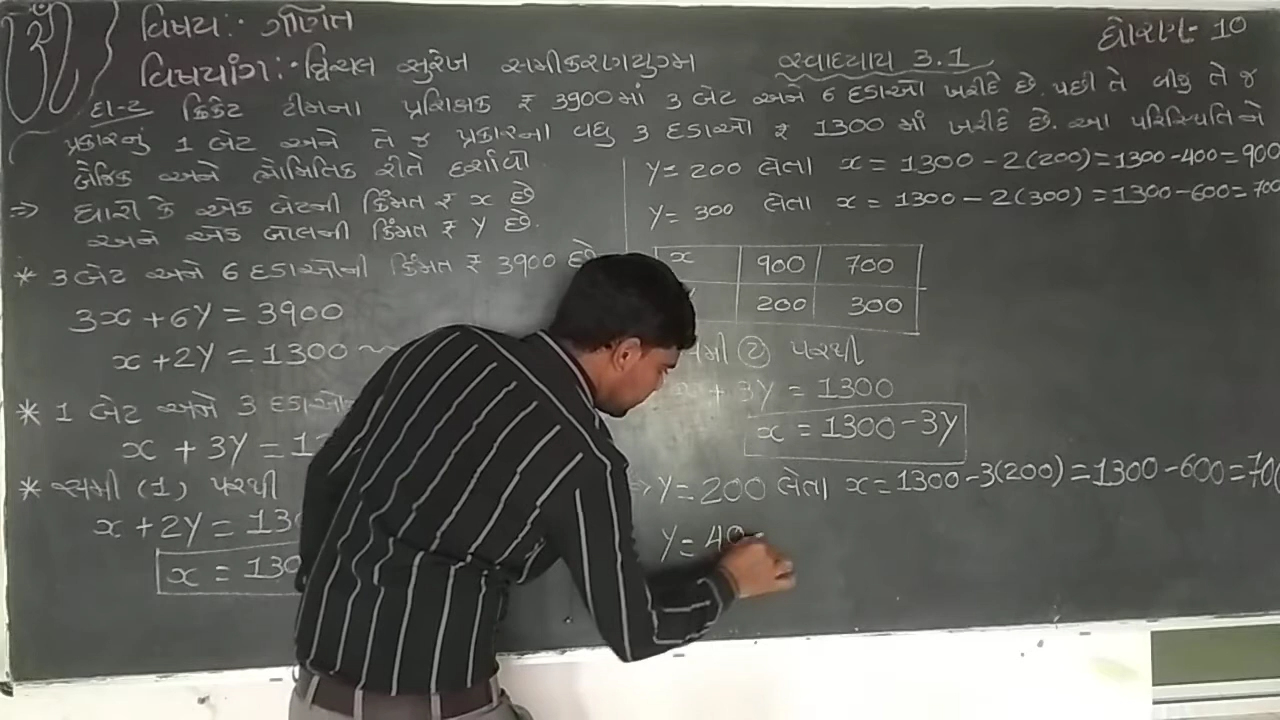 ૐ
વિષય:- ગણિત
ધોરણ- 10
વિષયાંગ:- દ્વિચલ સુરેખ સમીકરણયુગ્મ
સ્વાધ્યાય 3.1
દા-2 ક્રિકેટ ટીમના પ્રશિક્ષક ₹ 3900માં 3 બેટ અને 6 દડાઓ ખરીદે છે. પછી તે બીજુ તે જ
પ્રકારનું 1 બેટ અને તે જ પ્રકારના વધુ 3 દડાઓ ₹ 1300 માં ખરીદે છે. આ પરિસ્થિતિને
બૈજિક અને ભૌમિતિક રીતે દર્શાવો
⇒ ધારો કે એક બેટની કિંમત ₹ x છે
અને એક બોલની કિંમત ₹ y છે.
* 3 બેટ અને 6 દડાઓની કિંમત ₹ 3900 છે
3x + 6y = 3900
x + 2y = 1300
* 1 બેટ અને 3 દડાઓ
x + 3y = 1
* સમી (1) પરથી
x + 2y = 130
x = 130
y = 200 લેતા x = 1300 - 2(200) = 1300 - 400 = 900
y = 300 લેતા x = 1300 - 2(300) = 1300 - 600 = 700
x 900 700
200 300
સમી ② પરથી
x + 3y = 1300
x = 1300 - 3y
⇒ y = 200 લેતા x = 1300 - 3(200) = 1300 - 600 = 700
y = 40